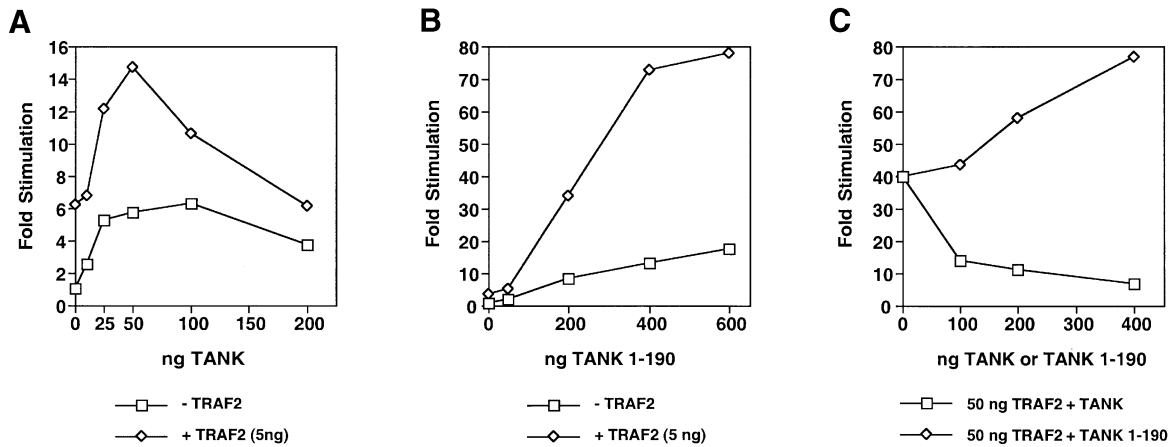 A
B
C
16
14
12
10
8
6
4
2
0
Fold Stimulation
0 25 50 100 150 200
ng TANK
- TRAF2
+ TRAF2 (5ng)
80
70
60
50
40
30
20
10
0
Fold Stimulation
0 200 400 600
ng TANK 1-190
- TRAF2
+ TRAF2 (5 ng)
80
70
60
50
40
30
20
10
0
Fold Stimulation
0 100 200 300 400
ng TANK or TANK 1-190
50 ng TRAF2 + TANK
50 ng TRAF2 + TANK 1-190